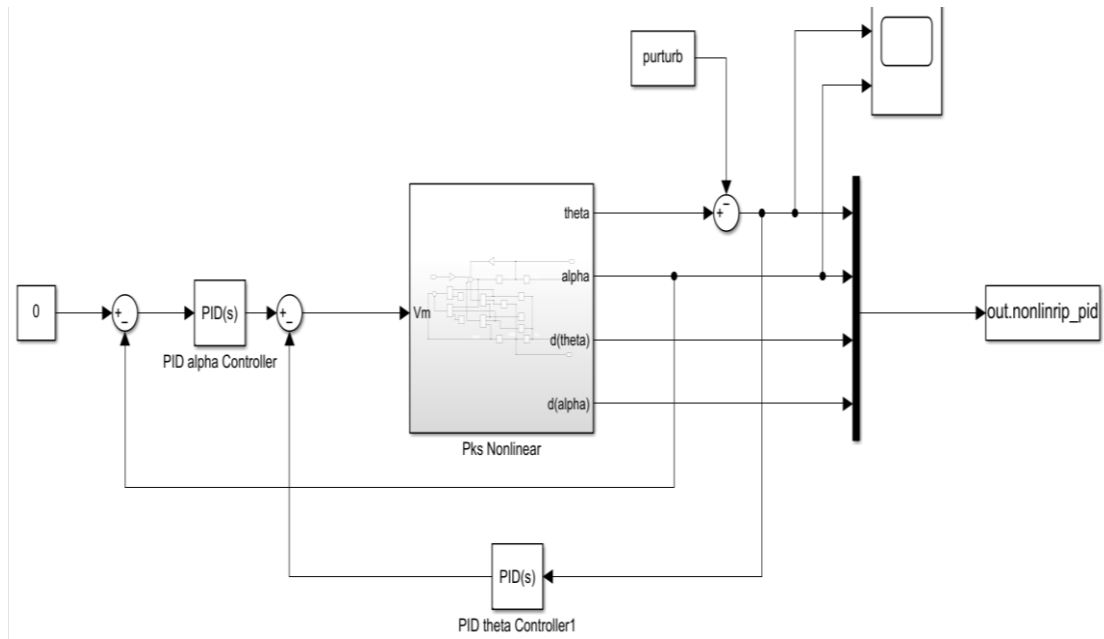 purturb
theta
alpha
0
PID(s)
Vm
PID alpha Controller
d(theta)
d(alpha)
out.nonlinrip_pid
Pks Nonlinear
PID(s)
PID theta Controller1